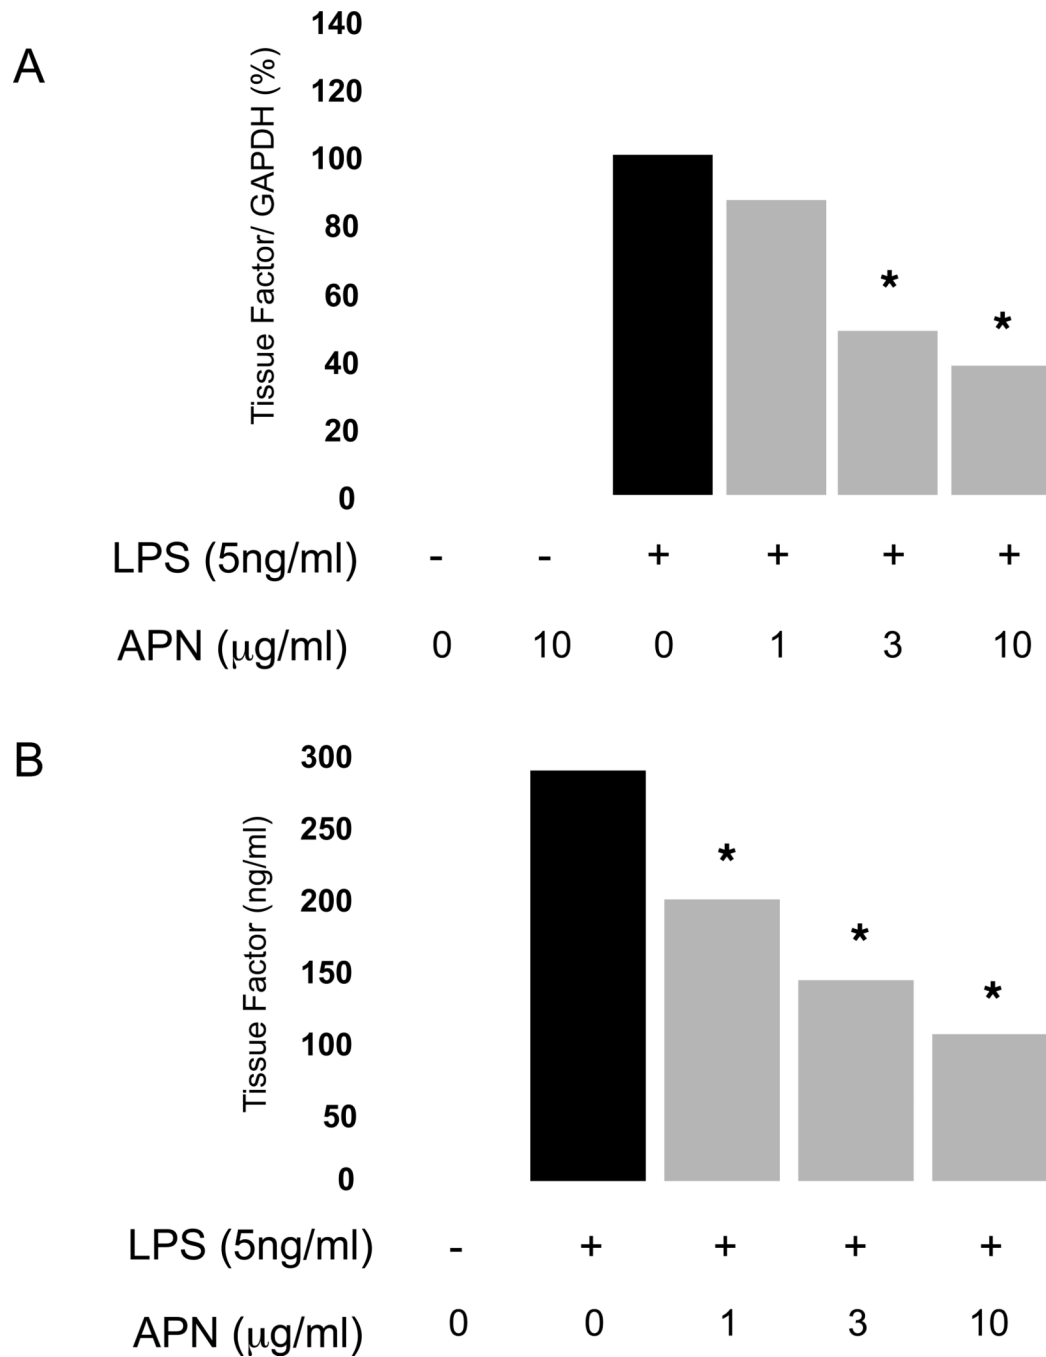 A
Tissue Factor/ GAPDH (%)
140
120
100
80
60
40
20
0
*
*
LPS (5ng/ml) - - + + + +
APN (μg/ml) 0 10 0 1 3 10
B
Tissue Factor (ng/ml)
300
250
200
150
100
50
0
*
*
*
LPS (5ng/ml) - + + + +
APN (μg/ml) 0 0 1 3 10